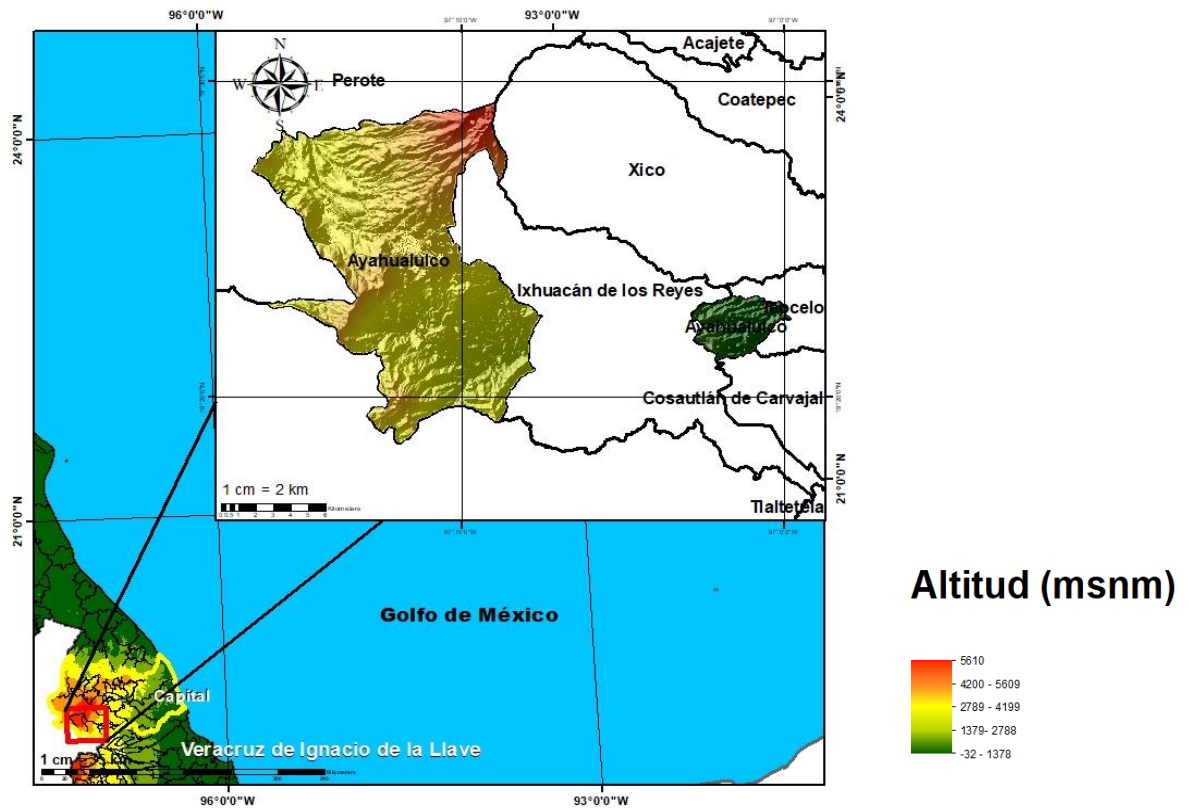 96°0'0"W
93°0'0"W
N
W
E
S
Perote
Acajete
Coatepec
24°0'0"N
24°0'0"N
Xico
Ayahualulco
Ixhuacán de los Reyes
Teocelo
Ayahualulco
Cosautlán de Carvajal
1 cm = 2 km
Kilometers
Tlaltetela
21°0'0"N
21°0'0"N
Altitud (msnm)
Golfo de México
5610
4200 - 5609
2789 - 4199
1379- 2788
-32 - 1378
Capital
Veracruz de Ignacio de la Llave
1 cm
km
96°0'0"W
93°0'0"W